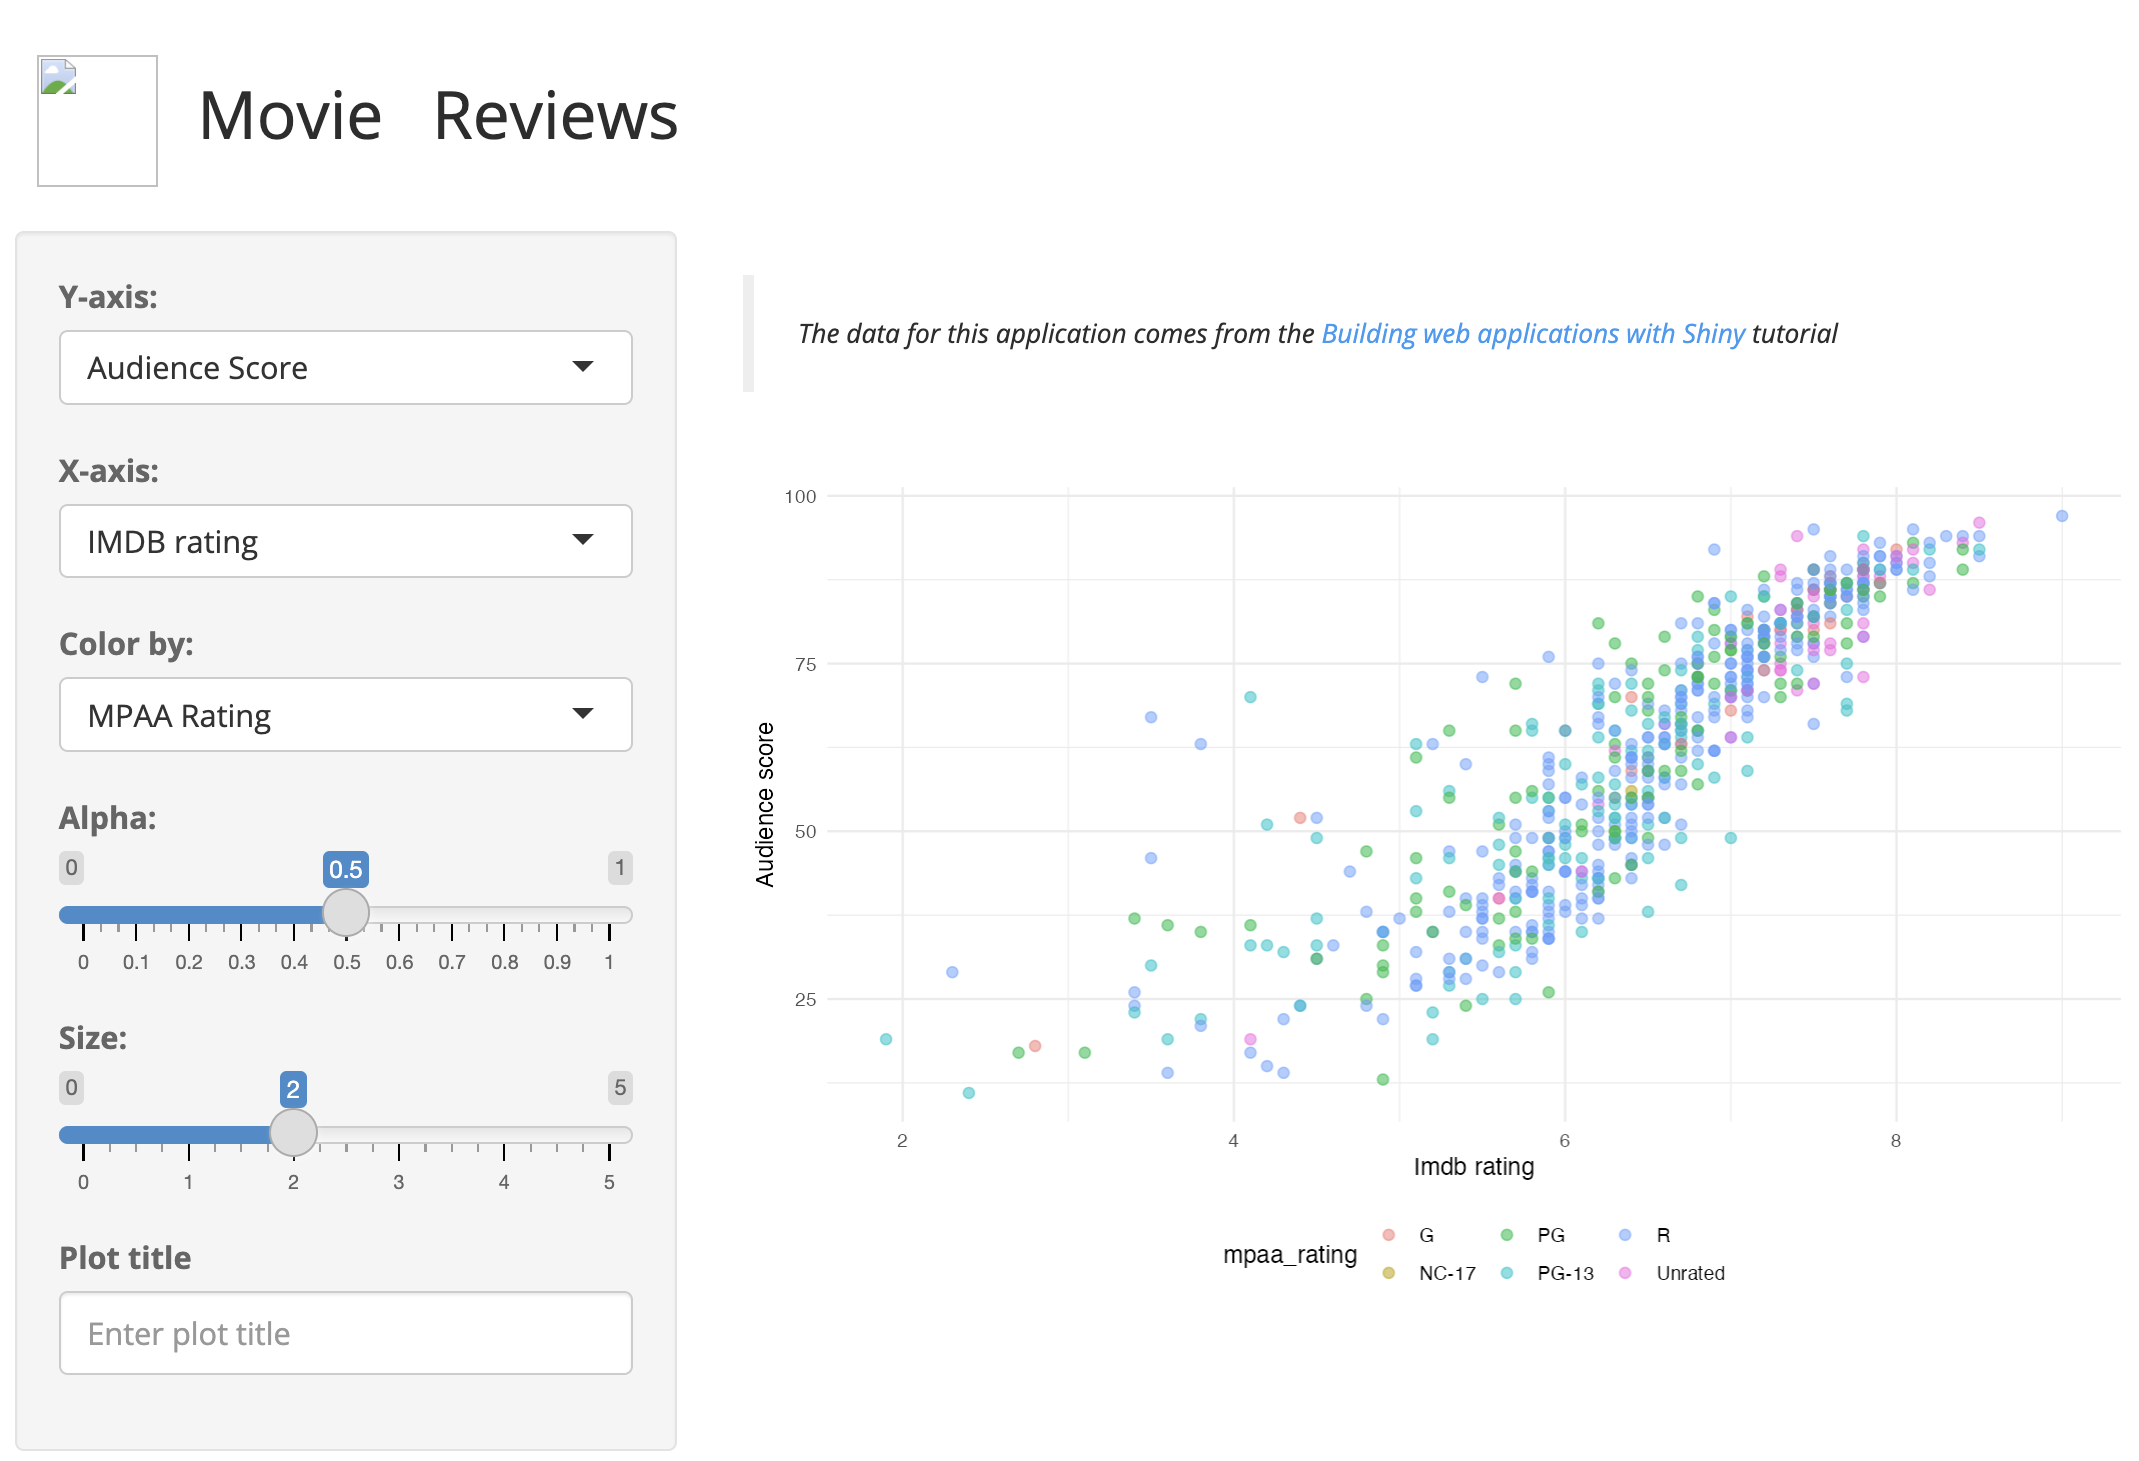 Movie Reviews
Y-axis:
Audience Score
X-axis:
IMDB rating
Color by:
MPAA Rating
Alpha:
0 0.5 1
0 0.1 0.2 0.3 0.4 0.5 0.6 0.7 0.8 0.9 1
Size:
0 2 5
0 1 2 3 4 5
Plot title
Enter plot title
The data for this application comes from the Building web applications with Shiny tutorial
Audience score
100
75
50
25
2 4 6 8
Imdb rating
mpaa_rating
G PG R
NC-17 PG-13 Unrated